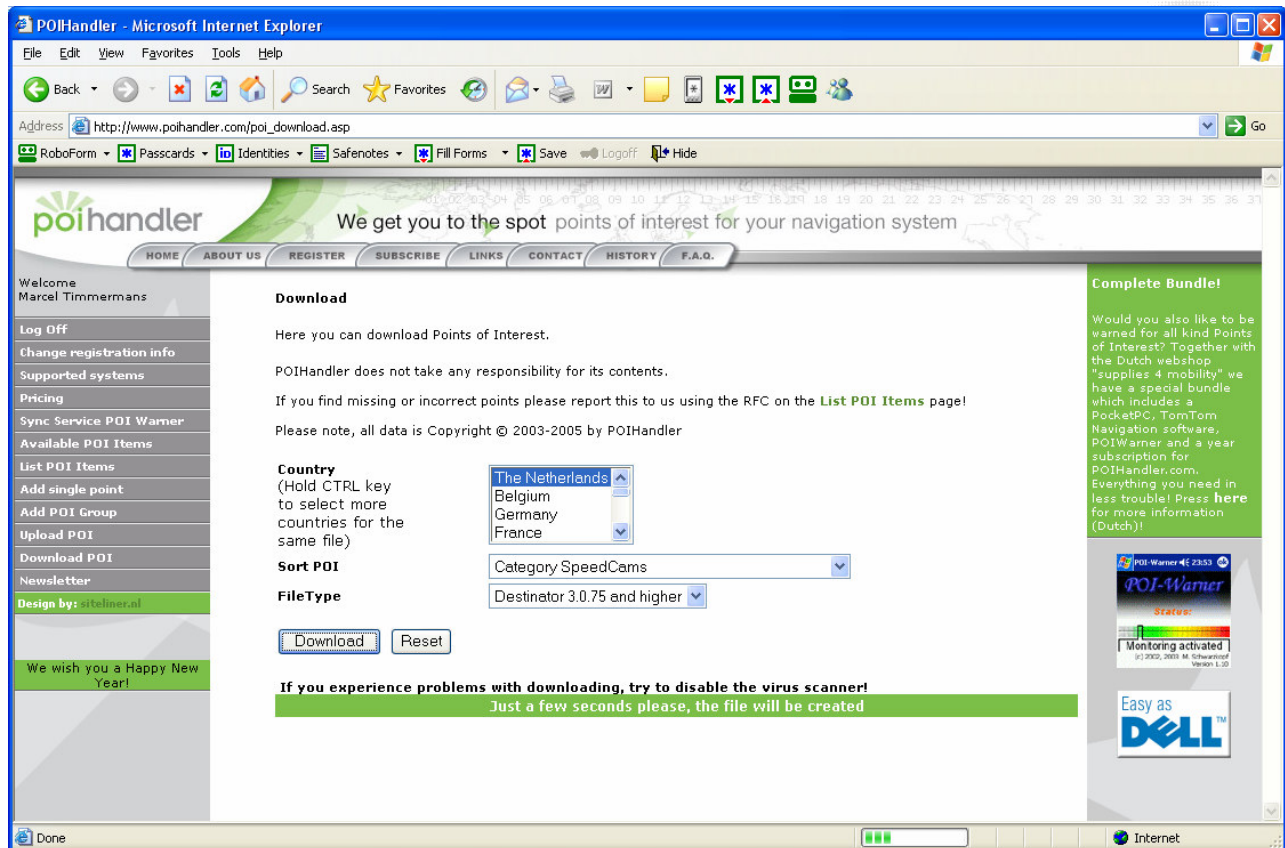 POIHandler - Microsoft Internet Explorer
File Edit View Favorites Tools Help
Back Search Favorites
Address http://www.poihandler.com/poi_download.asp Go
RoboForm Passcards Identities Safenotes Fill Forms Save Logoff Hide
poihandler
We get you to the spot points of interest for your navigation system
HOME ABOUT US REGISTER SUBSCRIBE LINKS CONTACT HISTORY F.A.Q.
Welcome
Marcel Timmermans
Log Off
Change registration info
Supported systems
Pricing
Sync Service POI Warner
Available POI Items
List POI Items
Add single point
Add POI Group
Upload POI
Download POI
Newsletter
Design by: siteliner.nl
We wish you a Happy New
Year!
Download
Here you can download Points of Interest.
POIHandler does not take any responsibility for its contents.
If you find missing or incorrect points please report this to us using the RFC on the List POI Items page!
Please note, all data is Copyright © 2003-2005 by POIHandler
Country
(Hold CTRL key
to select more
countries for the
same file)
The Netherlands
Belgium
Germany
France
Sort POI
Category SpeedCams
FileType
Destinator 3.0.75 and higher
Download Reset
If you experience problems with downloading, try to disable the virus scanner!
Just a few seconds please, the file will be created
Complete Bundle!
Would you also like to be
warned for all kind Points
of Interest? Together with
the Dutch webshop
"supplies 4 mobility" we
have a special bundle
which includes a
PocketPC, TomTom
Navigation software,
POIWarner and a year
subscription for
POIHandler.com.
Everything you need in
less trouble! Press here
for more information
(Dutch)!
POI-Warner 23:53 ok
POI-Warner
Status:
Monitoring activated
(c) 2002, 2003 M. Schwarzkopf
Version 1.10
Easy as
DELL™
Done
Internet